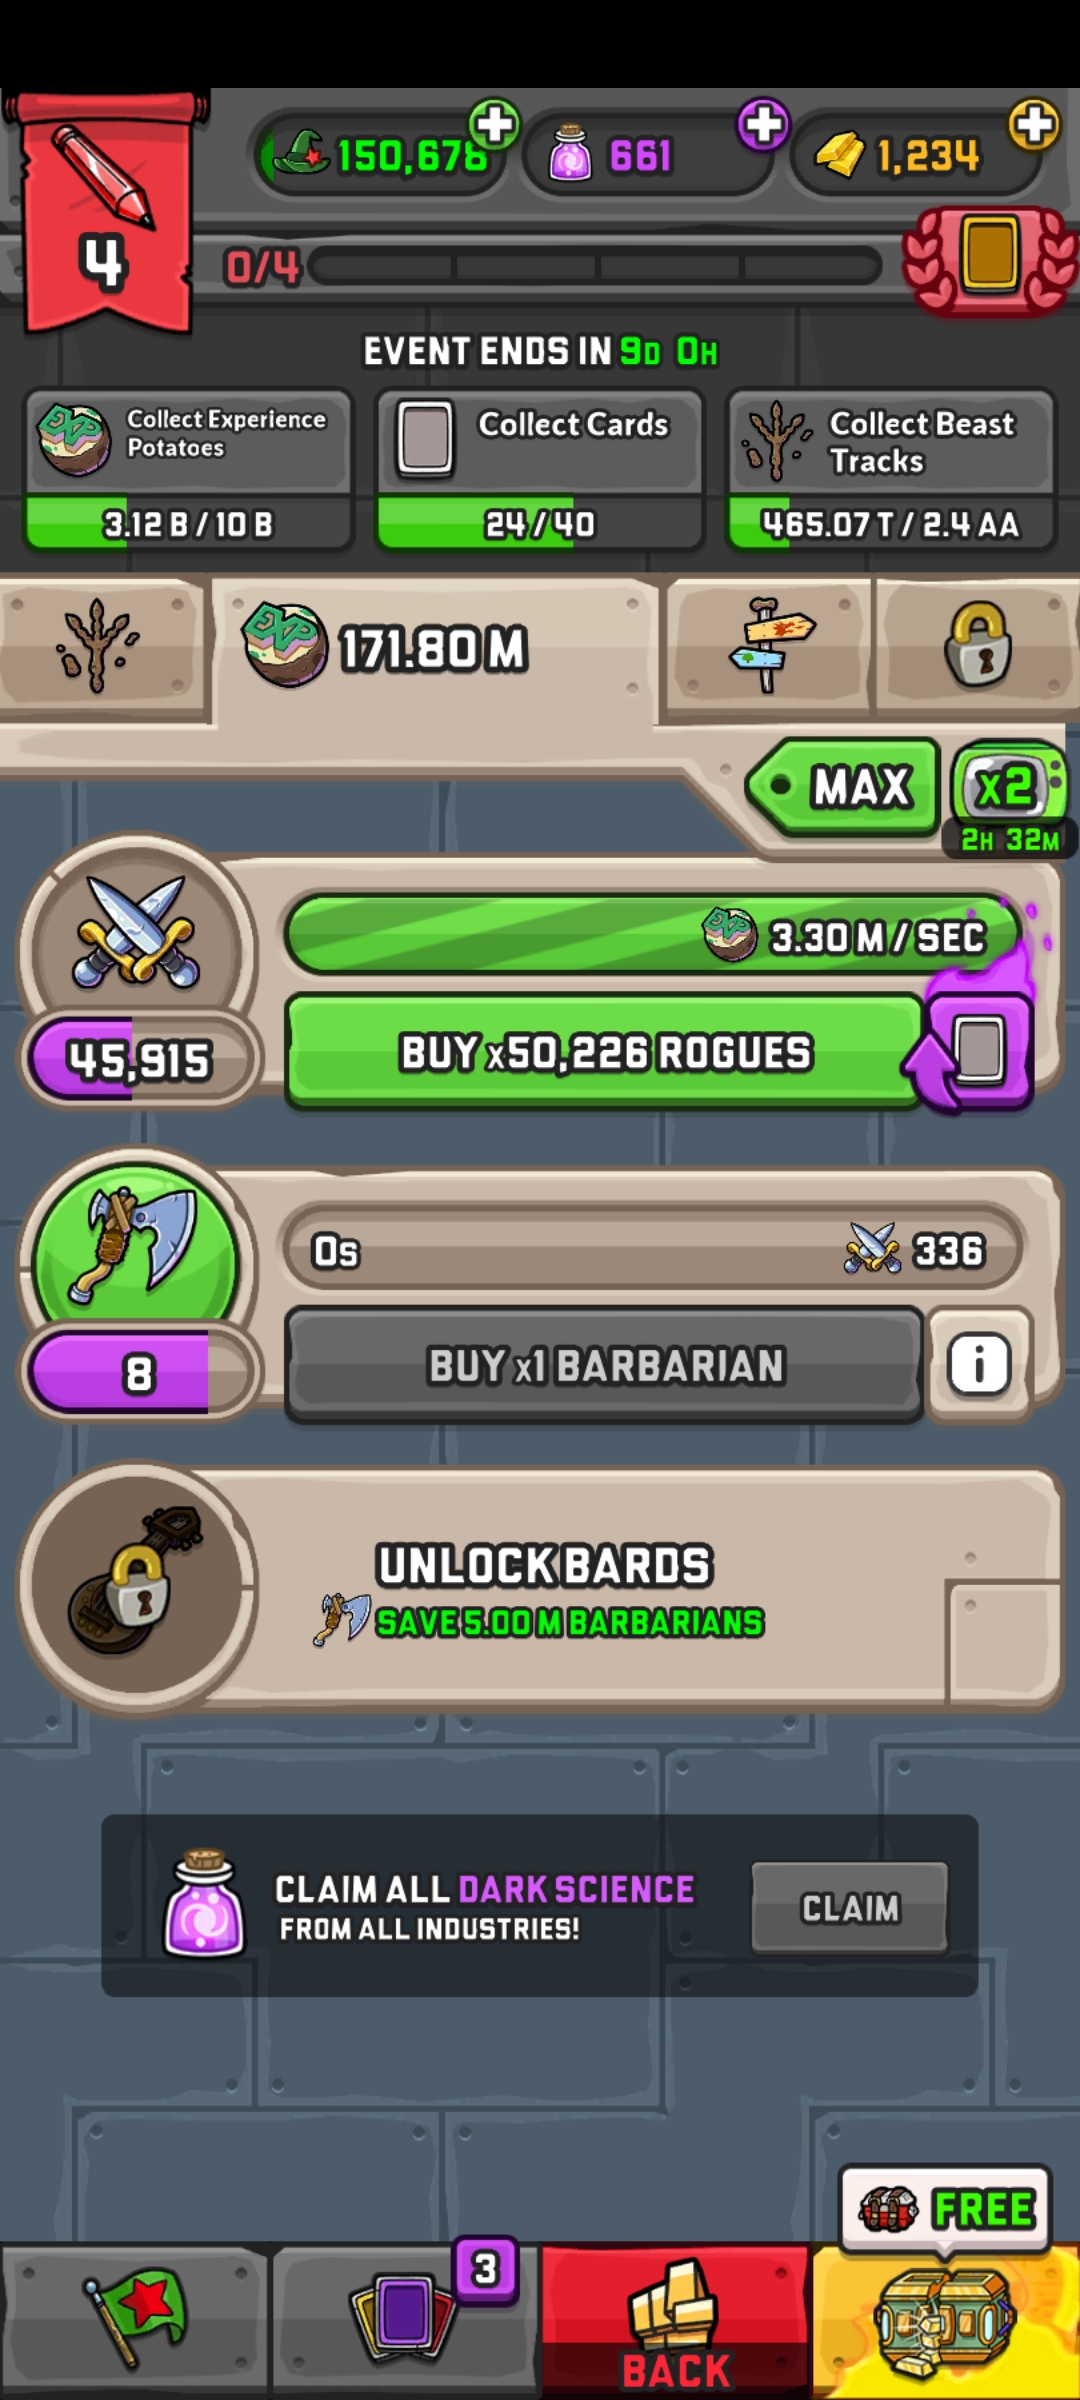 150,678
661
1,234
4
0/4
EVENT ENDS IN 9D 0H
Collect Experience
Potatoes
3.12 B / 10 B
Collect Cards
24 / 40
Collect Beast
Tracks
465.07 T / 2.4 AA
EXP
171.80 M
MAX
x2
2H 32M
3.30 M / SEC
45,915
BUY x50,226 ROGUES
0s
336
8
BUY x1 BARBARIAN
i
UNLOCK BARDS
SAVE 5.00 M BARBARIANS
CLAIM ALL DARK SCIENCE
FROM ALL INDUSTRIES!
CLAIM
FREE
3
BACK